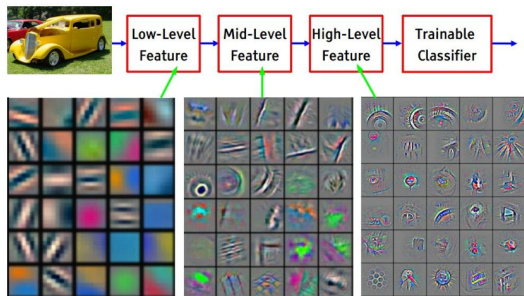 Low-Level
Feature
Mid-Level
Feature
High-Level
Feature
Trainable
Classifier